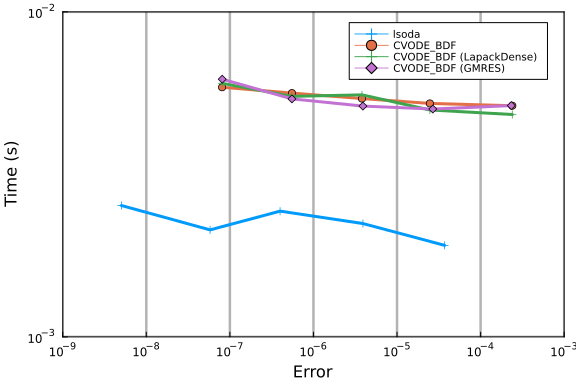 10⁻²
lsoda
CVODE_BDF
CVODE_BDF (LapackDense)
CVODE_BDF (GMRES)
Time (s)
10⁻³
10⁻⁹ 10⁻⁸ 10⁻⁷ 10⁻⁶ 10⁻⁵ 10⁻⁴ 10⁻³
Error